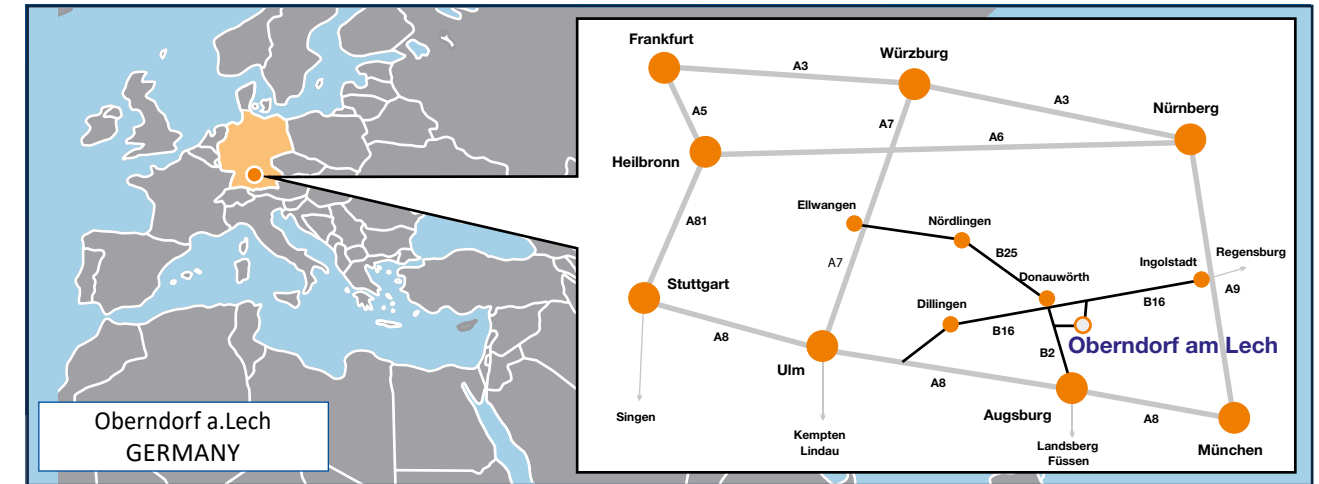 Frankfurt
Würzburg
A3
A3
Nürnberg
A5
A7
A6
Heilbronn
Ellwangen
Nördlingen
A81
B25
Regensburg
A7
Ingolstadt
Donauwörth
Stuttgart
A9
Dillingen
B16
B16
A8
B2
Oberndorf am Lech
Ulm
A8
Singen
Augsburg
A8
Kempten
Lindau
Landsberg
Füssen
München
Oberndorf a.Lech
GERMANY